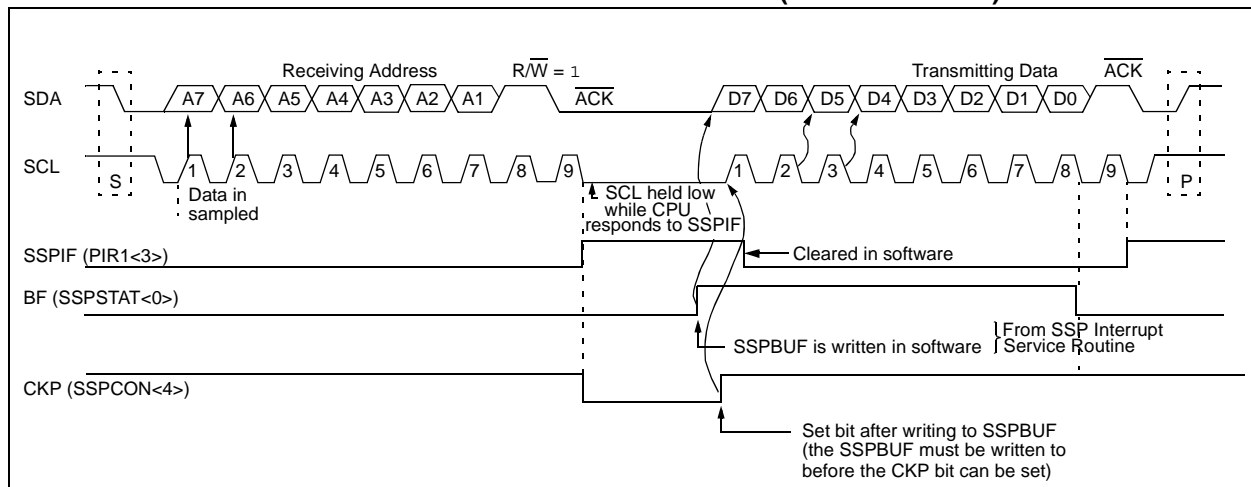 Receiving Address R/W = 1 Transmitting Data ACK
SDA A7 A6 A5 A4 A3 A2 A1 ACK D7 D6 D5 D4 D3 D2 D1 D0
SCL 1 2 3 4 5 6 7 8 9 1 2 3 4 5 6 7 8 9
S
P
Data in
sampled
SCL held low
while CPU
responds to SSPIF
SSPIF (PIR1<3>)
Cleared in software
BF (SSPSTAT<0>)
SSPBUF is written in software
From SSP Interrupt
Service Routine
CKP (SSPCON<4>)
Set bit after writing to SSPBUF
(the SSPBUF must be written to
before the CKP bit can be set)